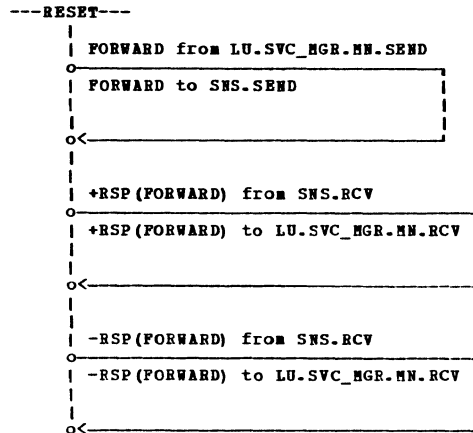 ---RESET---
FORWARD from LU.SVC_MGR.MN.SEND
FORWARD to SNS.SEND
+RSP(FORWARD) from SNS.RCV
+RSP(FORWARD) to LU.SVC_MGR.MN.RCV
-RSP(FORWARD) from SNS.RCV
-RSP(FORWARD) to LU.SVC_MGR.MN.RCV